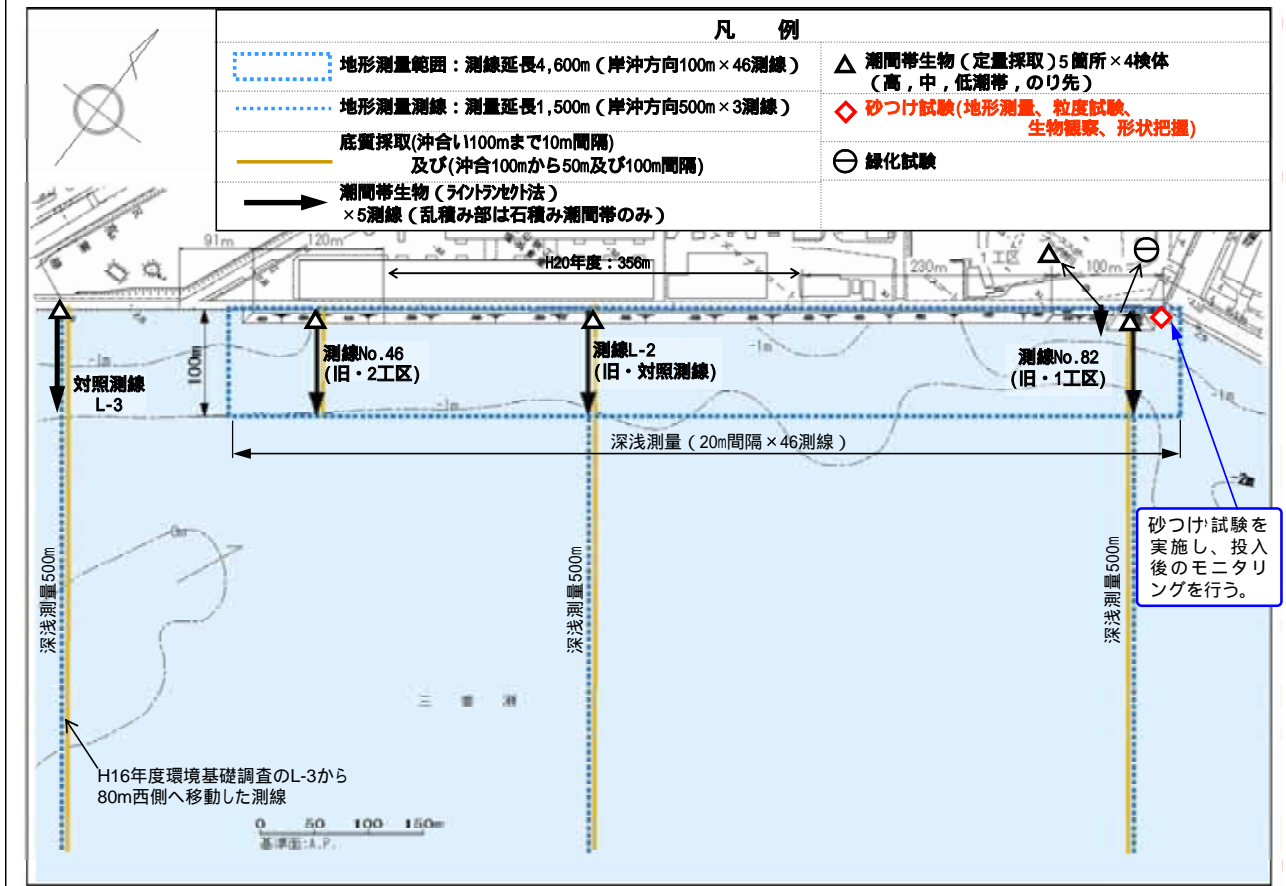 凡 例
地形測量範囲：測線延長4,600m（岸沖方向100m×46測線）
地形測量測線：測量延長1,500m（岸沖方向500m×3測線）
底質採取(沖合い100mまで10m間隔)
及び(沖合100mから50m及び100m間隔)
潮間帯生物（ライントランセクト法）
×5測線（乱積み部は石積み潮間帯のみ）
潮間帯生物（定量採取）5箇所×4検体
（高，中，低潮帯，のり先）
砂つけ試験(地形測量、粒度試験、
生物観察、形状把握)
緑化試験
91m
120m
H20年度：356m
230m
1工区
100m
100m
-1m
-1m
-1m
-1m
-1m
-2m
対照測線
L-3
測線No.46
(旧・2工区)
測線L-2
(旧・対照測線)
測線No.82
(旧・1工区)
深浅測量（20m間隔×46測線）
砂つけ試験を
実施し、投入
後のモニタリ
ングを行う。
深浅測量500m
深浅測量500m
深浅測量500m
0m
三 番 瀬
H16年度環境基礎調査のL-3から
80m西側へ移動した測線
0 50 100 150m
基準面:A.P.